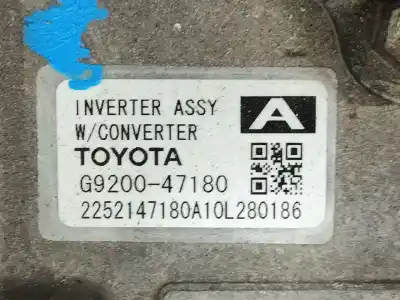 INVERTER ASSY
A
W/CONVERTER
TOYOTA
G9200-47180
2252147180A10L280186